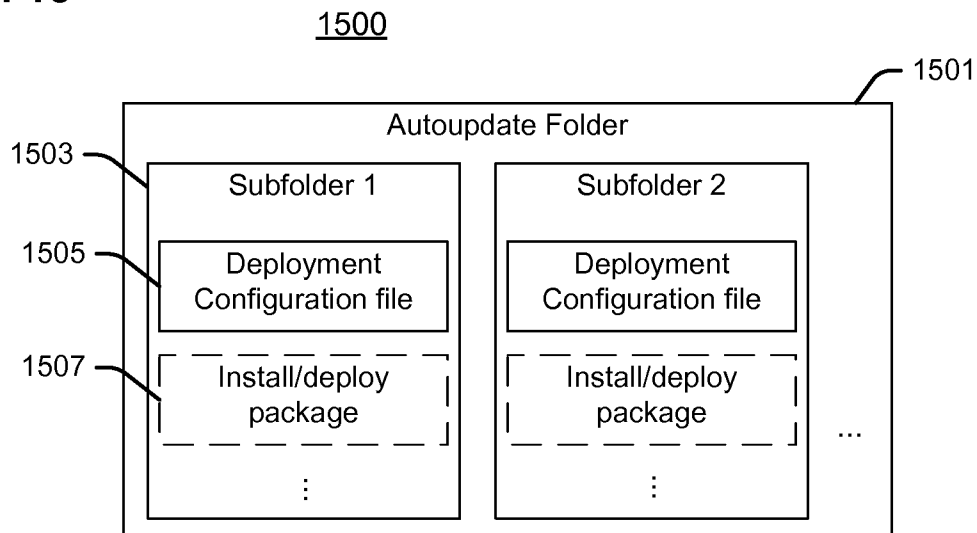 1500
1501
Autoupdate Folder
1503
Subfolder 1
Subfolder 2
1505
Deployment
Configuration file
Deployment
Configuration file
1507
Install/deploy
package
Install/deploy
package
...
⋮
⋮